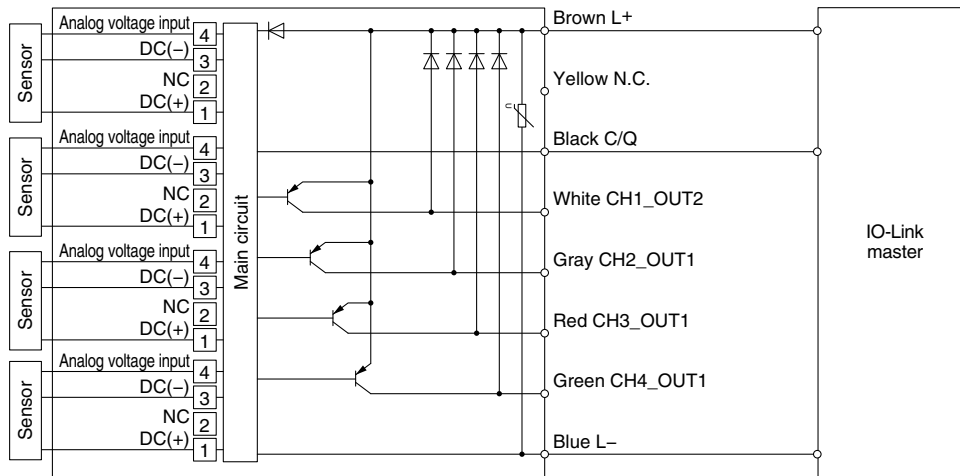 Sensor
Analog voltage input 4
DC(−) 3
NC 2
DC(+) 1
Sensor
Analog voltage input 4
DC(−) 3
NC 2
DC(+) 1
Sensor
Analog voltage input 4
DC(−) 3
NC 2
DC(+) 1
Sensor
Analog voltage input 4
DC(−) 3
NC 2
DC(+) 1
Main circuit
Brown L+
Yellow N.C.
Black C/Q
White CH1_OUT2
Gray CH2_OUT1
Red CH3_OUT1
Green CH4_OUT1
Blue L−
IO-Link
master